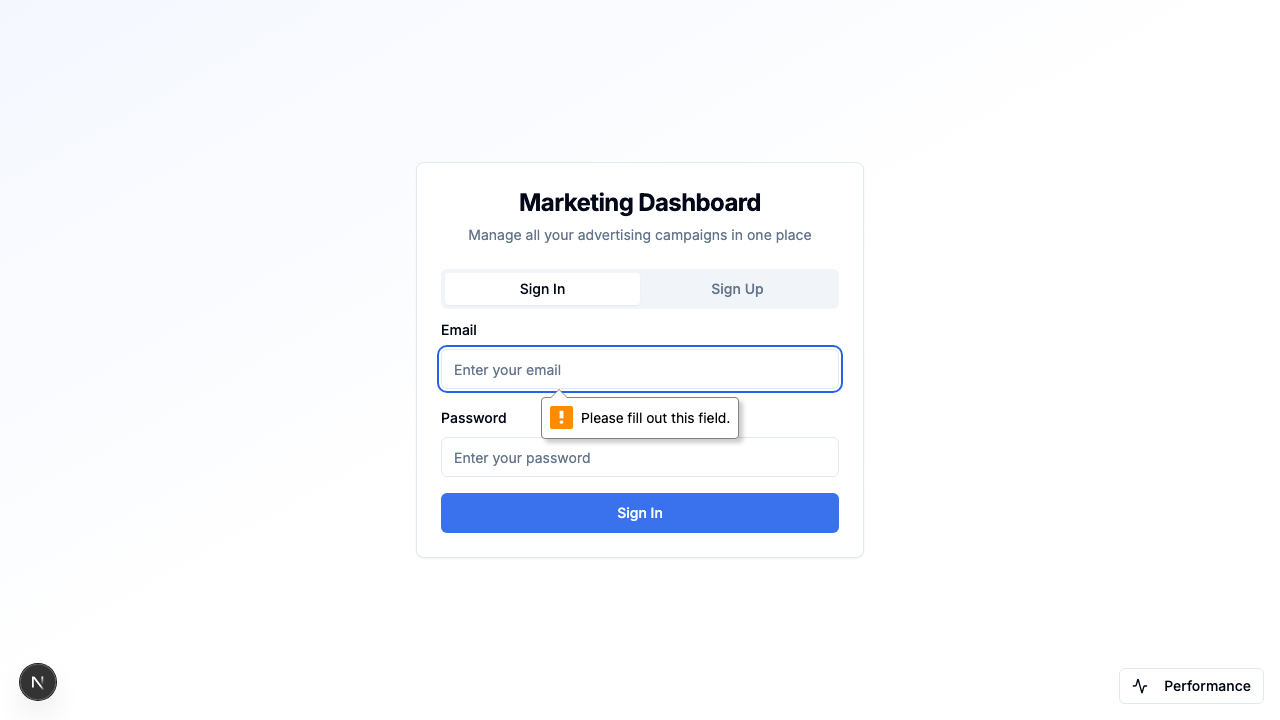 Marketing Dashboard
Manage all your advertising campaigns in one place
Sign In
Sign Up
Email
Enter your email
Please fill out this field.
Password
Enter your password
Sign In
N
Performance